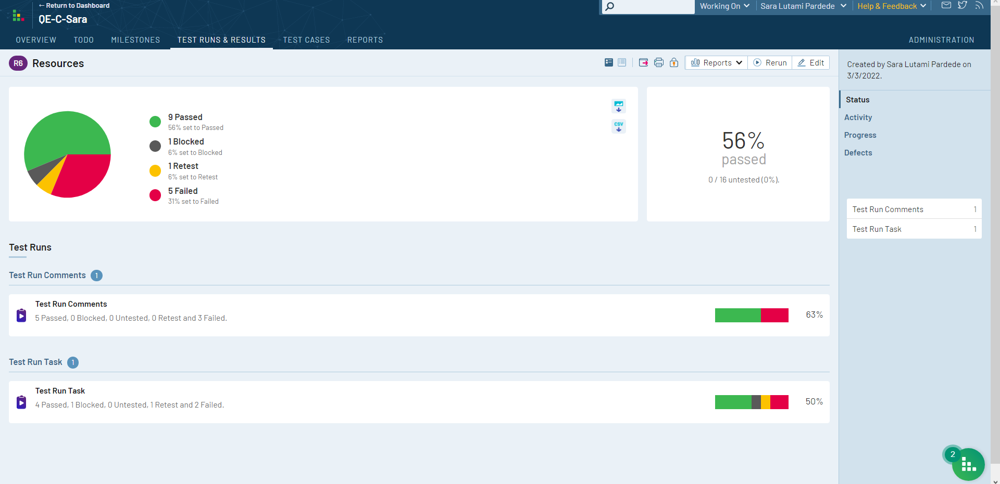 ← Return to Dashboard
QE-C-Sara
Working On
Sara Lutami Pardede
Help & Feedback
OVERVIEW
TODO
MILESTONES
TEST RUNS & RESULTS
TEST CASES
REPORTS
ADMINISTRATION
R6 Resources
Reports
Rerun
Edit
9 Passed
56% set to Passed
1 Blocked
6% set to Blocked
1 Retest
6% set to Retest
5 Failed
31% set to Failed
CSV
56%
passed
0 / 16 untested (0%).
Test Runs
Test Run Comments 1
Test Run Comments
5 Passed, 0 Blocked, 0 Untested, 0 Retest and 3 Failed.
63%
Test Run Task 1
Test Run Task
4 Passed, 1 Blocked, 0 Untested, 1 Retest and 2 Failed.
50%
Created by Sara Lutami Pardede on
3/3/2022.
Status
Activity
Progress
Defects
Test Run Comments 1
Test Run Task 1
2